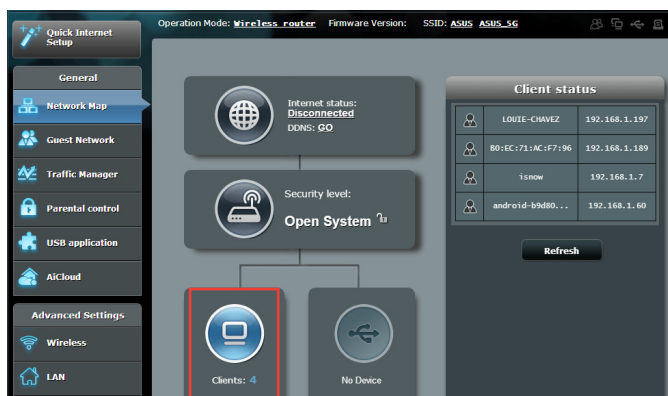 Quick Internet
Setup
Operation Mode: Wireless router Firmware Version: SSID: ASUS ASUS_5G
General
Network Map
Guest Network
Traffic Manager
Parental control
USB application
AiCloud
Advanced Settings
Wireless
LAN
Internet status:
Disconnected
DDNS: GO
Security level:
Open System
Clients: 4
No Device
Client status
LOUIE-CHAVEZ 192.168.1.197
80:EC:71:AC:F7:96 192.168.1.189
isnow 192.168.1.7
android-b9d80... 192.168.1.60
Refresh